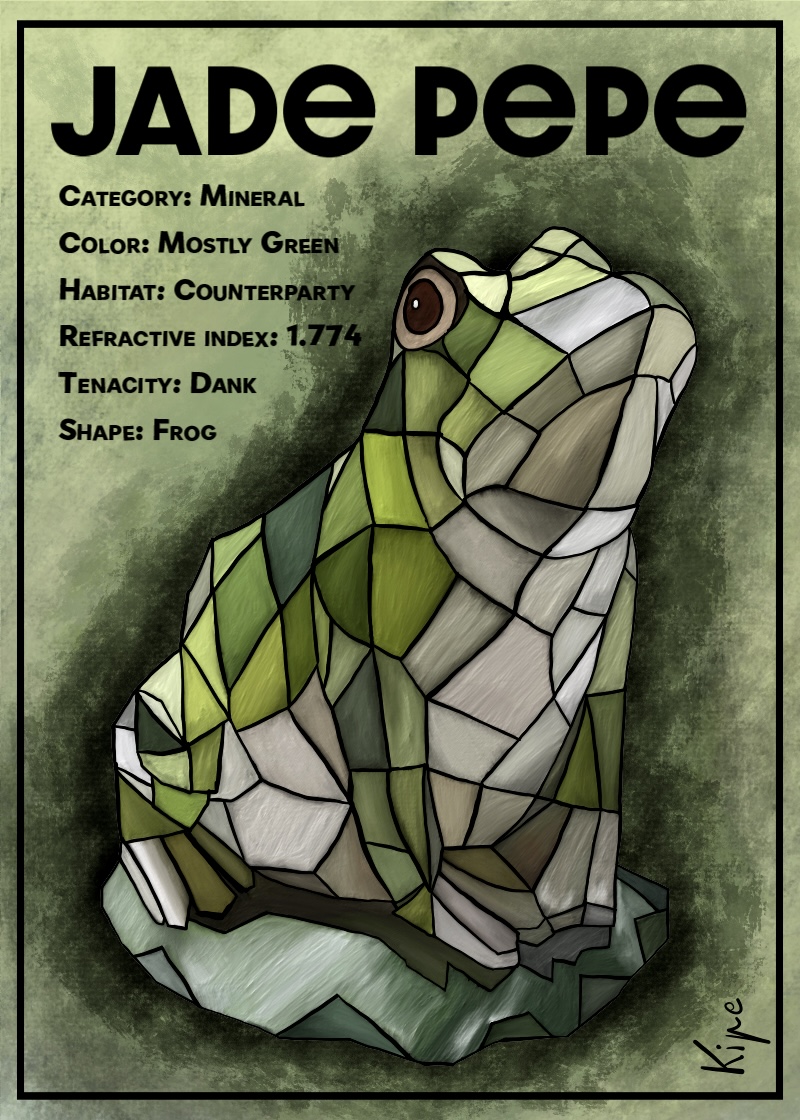 JADe PePe
Category: Mineral
Color: Mostly Green
Habitat: Counterparty
Refractive index: 1.774
Tenacity: Dank
Shape: Frog
Kipe